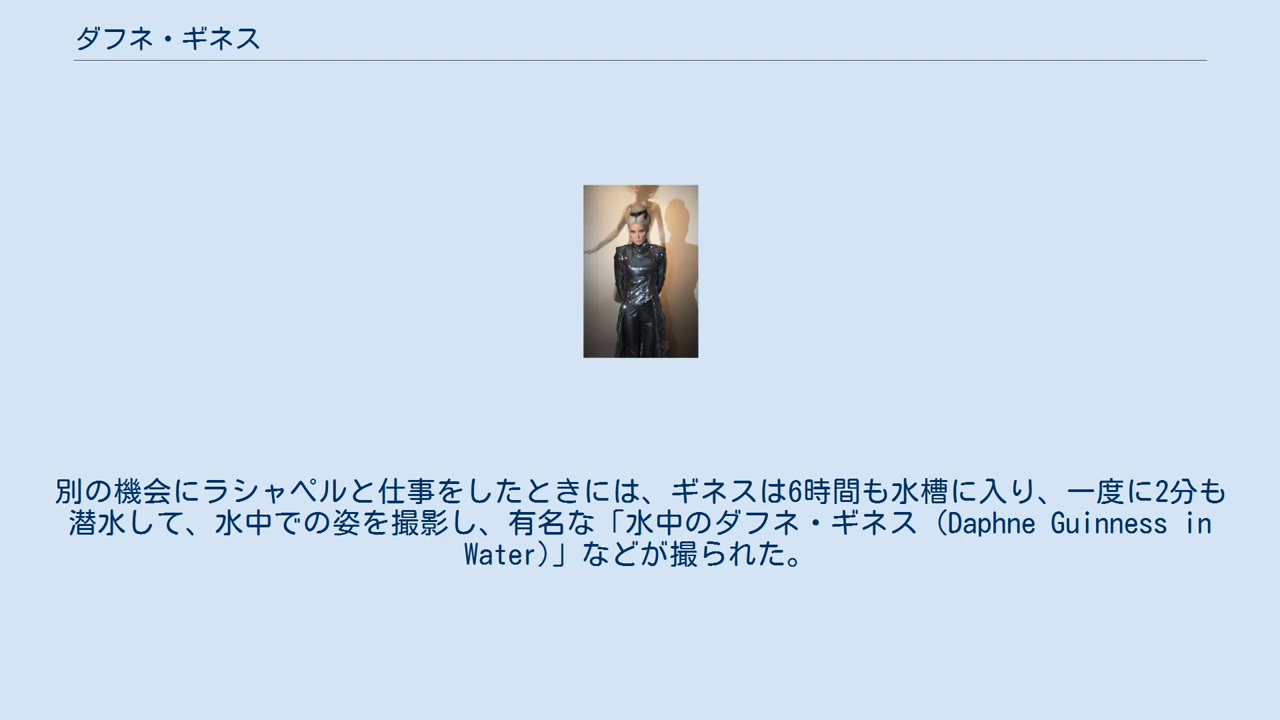 ダフネ・ギネス
別の機会にラシャペルと仕事をしたときには、ギネスは6時間も水槽に入り、一度に2分も
潜水して、水中での姿を撮影し、有名な「水中のダフネ・ギネス (Daphne Guinness in
Water)」などが撮られた。